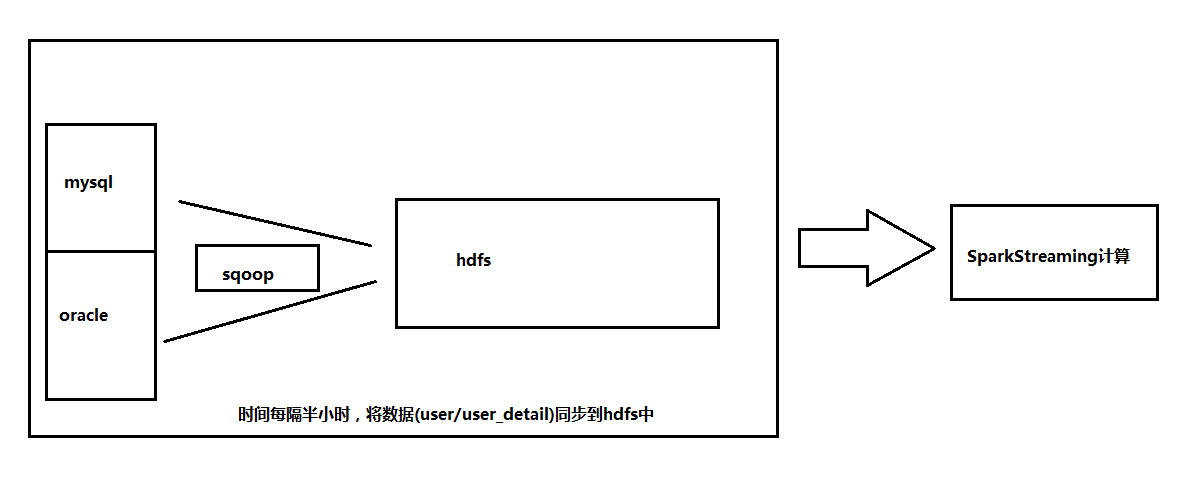 mysql
sqoop
oracle
hdfs
SparkStreaming计算
时间每隔半小时，将数据(user/user_detail)同步到hdfs中